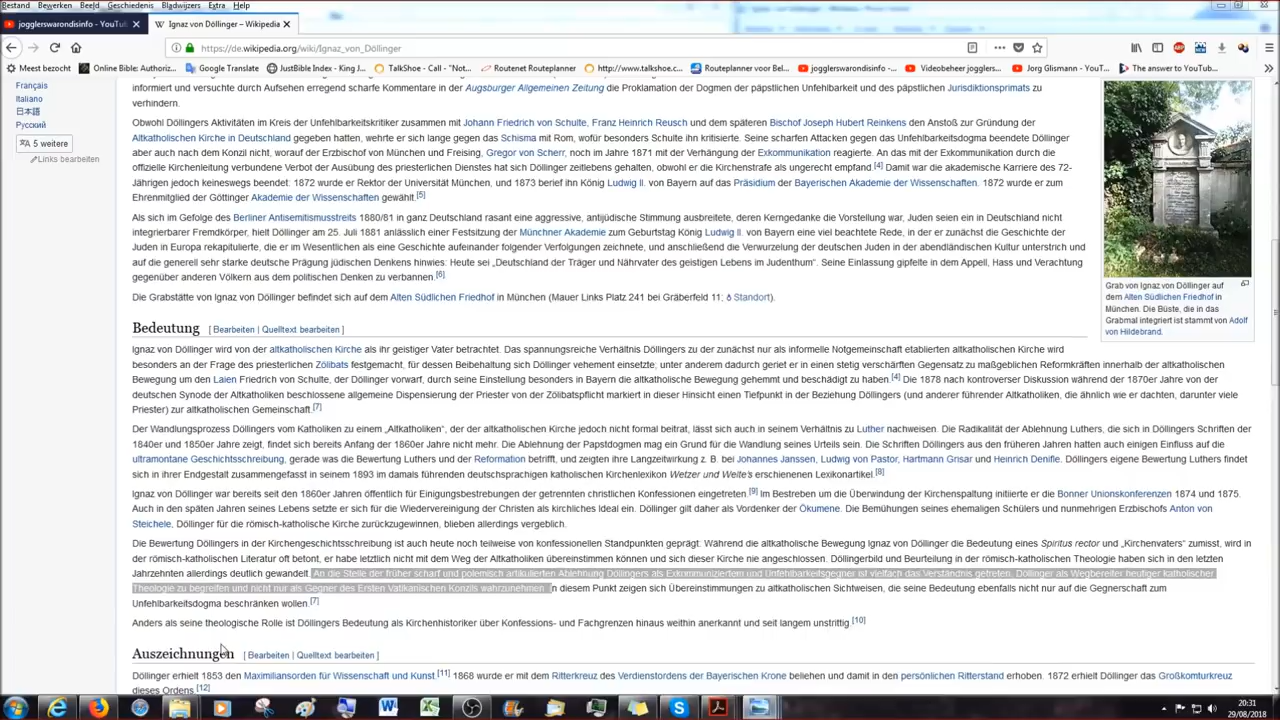 Bestand Bewerken Beeld Geschiedenis Bladwijzers Extra Help
jogglerswarondisinfo - YouTub
Ignaz von Döllinger – Wikipedia
https://de.wikipedia.org/wiki/Ignaz_von_Döllinger
Meest bezocht Online Bible: Authoriz... Google Translate JustBible Index - King J... TalkShoe - Call - "Not... Routenet Routeplanner http://www.talkshoe.c... Routeplanner voor Bel... jogglerswarondisinfo -... Videobeheer jogglers... Jorg Glismann - YouT... The answer to YouTub...
Français
Italiano
日本語
Русский
5 weitere
Links bearbeiten
informiert und versuchte durch Aufsehen erregend scharfe Kommentare in der Augsburger Allgemeinen Zeitung die Proklamation der Dogmen der päpstlichen Unfehlbarkeit und des päpstlichen Jurisdiktionsprimats zu
verhindern.
Obwohl Döllingers Aktivitäten im Kreis der Unfehlbarkeitskritiker zusammen mit Johann Friedrich von Schulte, Franz Heinrich Reusch und dem späteren Bischof Joseph Hubert Reinkens den Anstoß zur Gründung der
Altkatholischen Kirche in Deutschland gegeben hatten, wehrte er sich lange gegen das Schisma mit Rom, wofür besonders Schulte ihn kritisierte. Seine scharfen Attacken gegen das Unfehlbarkeitsdogma beendete Döllinger
aber auch nach dem Konzil nicht, worauf der Erzbischof von München und Freising, Gregor von Scherr, noch im Jahre 1871 mit der Verhängung der Exkommunikation reagierte. An das mit der Exkommunikation durch die
offizielle Kirchenleitung verbundene Verbot der Ausübung des priesterlichen Dienstes hat sich Döllinger zeitlebens gehalten, obwohl er die Kirchenstrafe als ungerecht empfand.[4] Damit war die akademische Karriere des 72-
Jährigen jedoch keineswegs beendet: 1872 wurde er Rektor der Universität München, und 1873 berief ihn König Ludwig II. von Bayern auf das Präsidium der Bayerischen Akademie der Wissenschaften. 1872 wurde er zum
Ehrenmitglied der Göttinger Akademie der Wissenschaften gewählt.[5]
Als sich im Gefolge des Berliner Antisemitismusstreits 1880/81 in ganz Deutschland rasant eine aggressive, antijüdische Stimmung ausbreitete, deren Kerngedanke die Vorstellung war, Juden seien ein in Deutschland nicht
integrierbarer Fremdkörper, hielt Döllinger am 25. Juli 1881 anlässlich einer Festsitzung der Münchner Akademie zum Geburtstag König Ludwig II. von Bayern eine viel beachtete Rede, in der er zunächst die Geschichte der
Juden in Europa rekapitulierte, die er im Wesentlichen als eine Geschichte aufeinander folgender Verfolgungen zeichnete, und anschließend die Verwurzelung der deutschen Juden in der abendländischen Kultur unterstrich und
auf die generell sehr starke deutsche Prägung jüdischen Denkens hinwies: Heute sei „Deutschland der Träger und Nährvater des geistigen Lebens im Judenthum“. Seine Einlassung gipfelte in dem Appell, Hass und Verachtung
gegenüber anderen Völkern aus dem politischen Denken zu verbannen.[6]
Die Grabstätte von Ignaz von Döllinger befindet sich auf dem Alten Südlichen Friedhof in München (Mauer Links Platz 241 bei Gräberfeld 11; Standort).
Grab von Ignaz von Döllinger auf
dem Alten Südlichen Friedhof in
München. Die Büste, die in das
Grabmal integriert ist stammt von Adolf
von Hildebrand.
Bedeutung [ Bearbeiten | Quelltext bearbeiten ]
Ignaz von Döllinger wird von der altkatholischen Kirche als ihr geistiger Vater betrachtet. Das spannungsreiche Verhältnis Döllingers zu der zunächst nur als informelle Notgemeinschaft etablierten altkatholischen Kirche wird
besonders an der Frage des priesterlichen Zölibats festgemacht, für dessen Beibehaltung sich Döllinger vehement einsetzte; unter anderem dadurch geriet er in einen stetig verschärften Gegensatz zu maßgeblichen Reformkräften innerhalb der altkatholischen
Bewegung um den Laien Friedrich von Schulte, der Döllinger vorwarf, durch seine Einstellung besonders in Bayern die altkatholische Bewegung gehemmt und beschädigt zu haben.[4] Die 1878 nach kontroverser Diskussion während der 1870er Jahre von der
deutschen Synode der Altkatholiken beschlossene allgemeine Dispensierung der Priester von der Zölibatspflicht markiert in dieser Hinsicht einen Tiefpunkt in der Beziehung Döllingers (und anderer führender Altkatholiken, die ähnlich wie er dachten, darunter viele
Priester) zur altkatholischen Gemeinschaft.[7]
Der Wandlungsprozess Döllingers vom Katholiken zu einem „Altkatholiken“, der der altkatholischen Kirche jedoch nicht formal beitrat, lässt sich auch in seinem Verhältnis zu Luther nachweisen. Die Radikalität der Ablehnung Luthers, die sich in Döllingers Schriften der
1840er und 1850er Jahre zeigt, findet sich bereits Anfang der 1860er Jahre nicht mehr. Die Ablehnung der Papstdogmen mag ein Grund für die Wandlung seines Urteils sein. Die Schriften Döllingers aus den früheren Jahren hatten auch einigen Einfluss auf die
ultramontane Geschichtsschreibung, gerade was die Bewertung Luthers und der Reformation betrifft, und zeigten ihre Langzeitwirkung z. B. bei Johannes Janssen, Ludwig von Pastor, Hartmann Grisar und Heinrich Denifle. Döllingers eigene Bewertung Luthers findet
sich in ihrer Endgestalt zusammengefasst in seinem 1893 im damals führenden deutschsprachigen katholischen Kirchenlexikon Wetzer und Welte's erschienenen Lexikonartikel.[8]
Ignaz von Döllinger war bereits seit den 1860er Jahren öffentlich für Einigungsbestrebungen der getrennten christlichen Konfessionen eingetreten.[9] Im Bestreben um die Überwindung der Kirchenspaltung initiierte er die Bonner Unionskonferenzen 1874 und 1875.
Auch in den späten Jahren seines Lebens setzte er sich für die Wiedervereinigung der Christen als kirchliches Ideal ein. Döllinger gilt daher als Vordenker der Ökumene. Die Bemühungen seines ehemaligen Schülers und nunmehrigen Erzbischofs Anton von
Steichele, Döllinger für die römisch-katholische Kirche zurückzugewinnen, blieben allerdings vergeblich.
Die Bewertung Döllingers in der Kirchengeschichtsschreibung ist auch heute noch teilweise von konfessionellen Standpunkten geprägt. Während die altkatholische Bewegung Ignaz von Döllinger die Bedeutung eines Spiritus rector und „Kirchenvaters“ zumisst, wird in
der römisch-katholischen Literatur oft betont, er habe letztlich nicht mit dem Weg der Altkatholiken übereinstimmen können und sich dieser Kirche nie angeschlossen. Döllingerbild und Beurteilung in der römisch-katholischen Theologie haben sich in den letzten
Jahrzehnten allerdings deutlich gewandelt. An die Stelle der früher scharf und polemisch artikulierten Ablehnung Döllingers als Exkommuniziertem und Unfehlbarkeitsgegner ist vielfach das Verständnis getreten, Döllinger als Wegbereiter heutiger katholischer
Theologie zu begreifen und nicht nur als Gegner des Ersten Vatikanischen Konzils wahrzunehmen. In diesem Punkt zeigen sich Übereinstimmungen zu altkatholischen Sichtweisen, die seine Bedeutung ebenfalls nicht nur auf die Gegnerschaft zum
Unfehlbarkeitsdogma beschränken wollen.[7]
Anders als seine theologische Rolle ist Döllingers Bedeutung als Kirchenhistoriker über Konfessions- und Fachgrenzen hinaus weithin anerkannt und seit langem unstrittig.[10]
Auszeichnungen [ Bearbeiten | Quelltext bearbeiten ]
Döllinger erhielt 1853 den Maximiliansorden für Wissenschaft und Kunst.[11] 1868 wurde er mit dem Ritterkreuz des Verdienstordens der Bayerischen Krone beliehen und damit in den persönlichen Ritterstand erhoben. 1872 erhielt Döllinger das Großkomturkreuz
dieses Ordens.[12]
20:31
29/08/2018